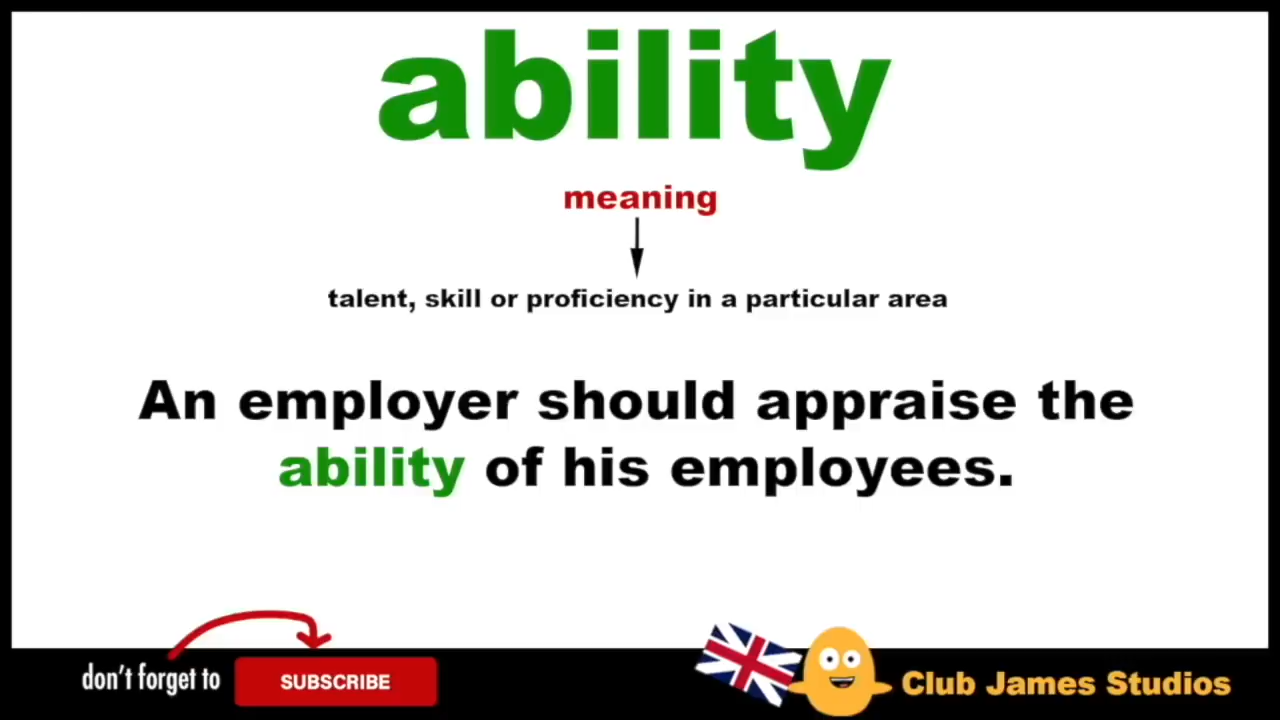 ability
meaning
talent, skill or proficiency in a particular area
An employer should appraise the
ability of his employees.
don't forget to
SUBSCRIBE
Club James Studios